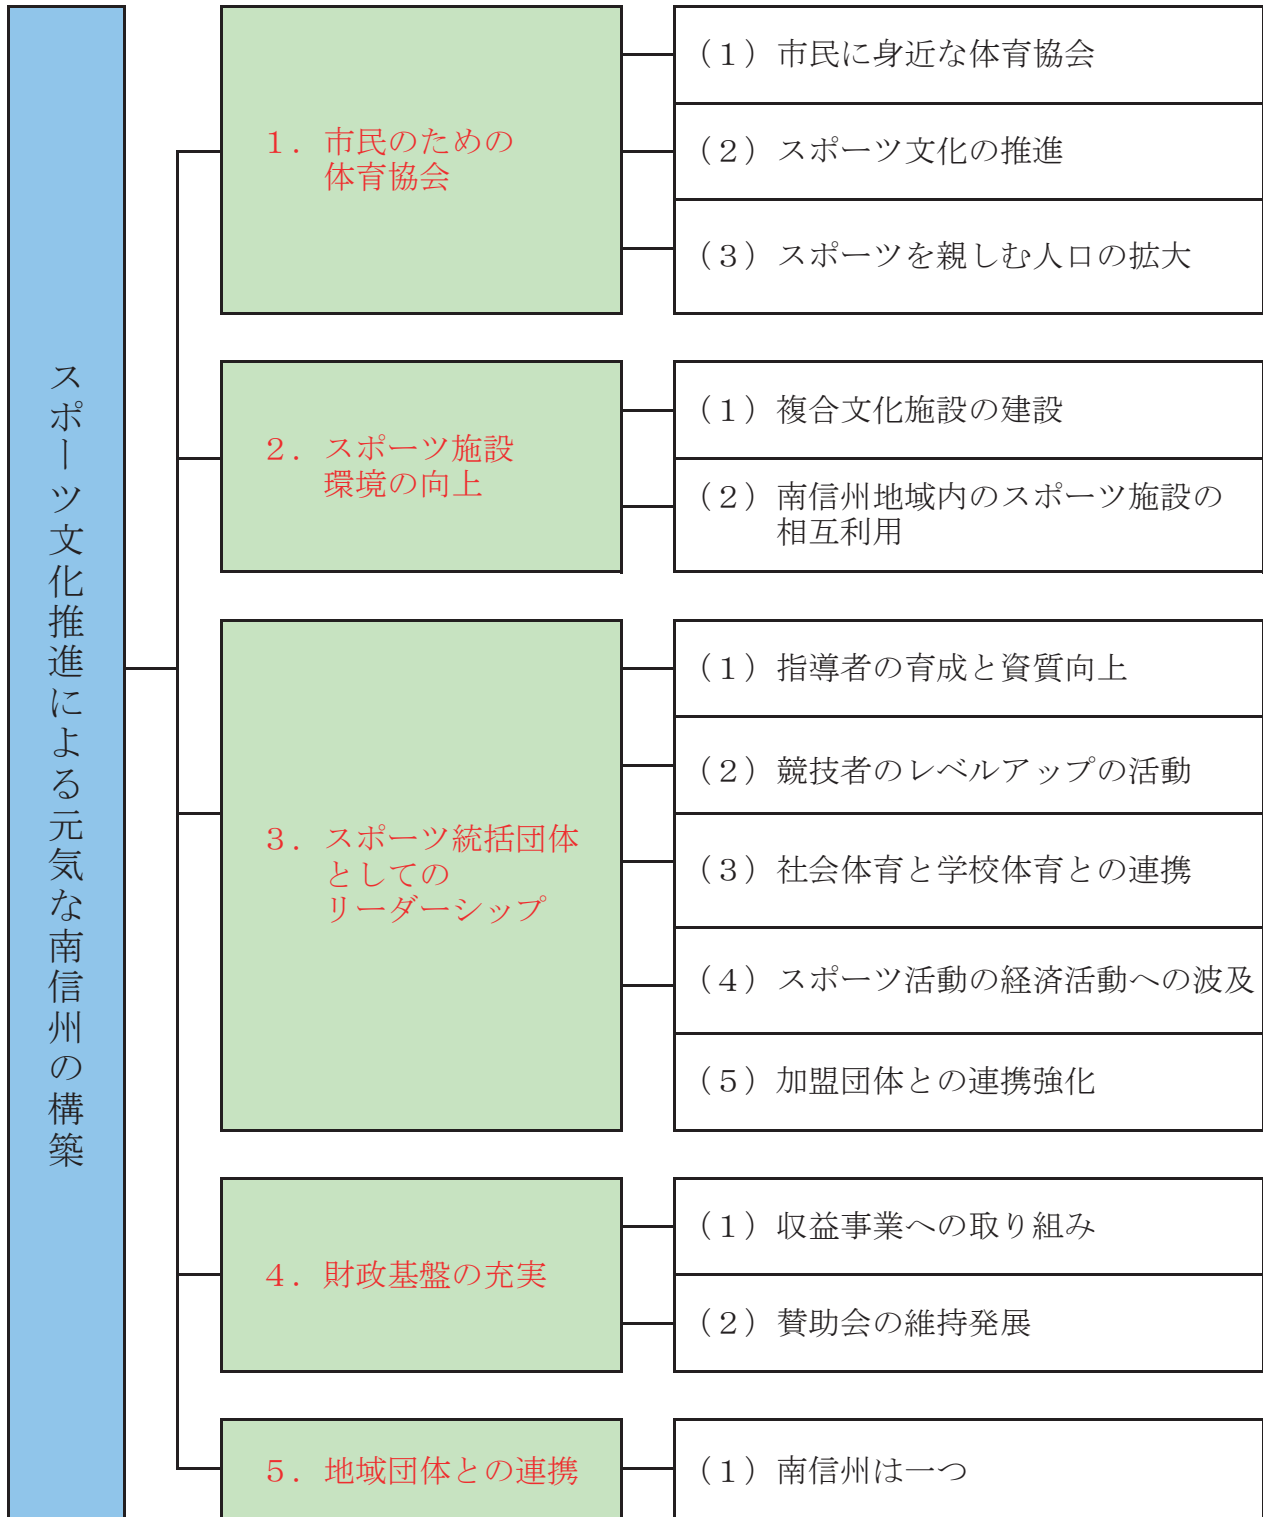 スポーツ文化推進による元気な南信州の構築
１．市民のための
体育協会
（１）市民に身近な体育協会
（２）スポーツ文化の推進
（３）スポーツを親しむ人口の拡大
２．スポーツ施設
環境の向上
（１）複合文化施設の建設
（２）南信州地域内のスポーツ施設の
相互利用
３．スポーツ統括団体
としての
リーダーシップ
（１）指導者の育成と資質向上
（２）競技者のレベルアップの活動
（３）社会体育と学校体育との連携
（４）スポーツ活動の経済活動への波及
（５）加盟団体との連携強化
４．財政基盤の充実
（１）収益事業への取り組み
（２）賛助会の維持発展
５．地域団体との連携
（１）南信州は一つ